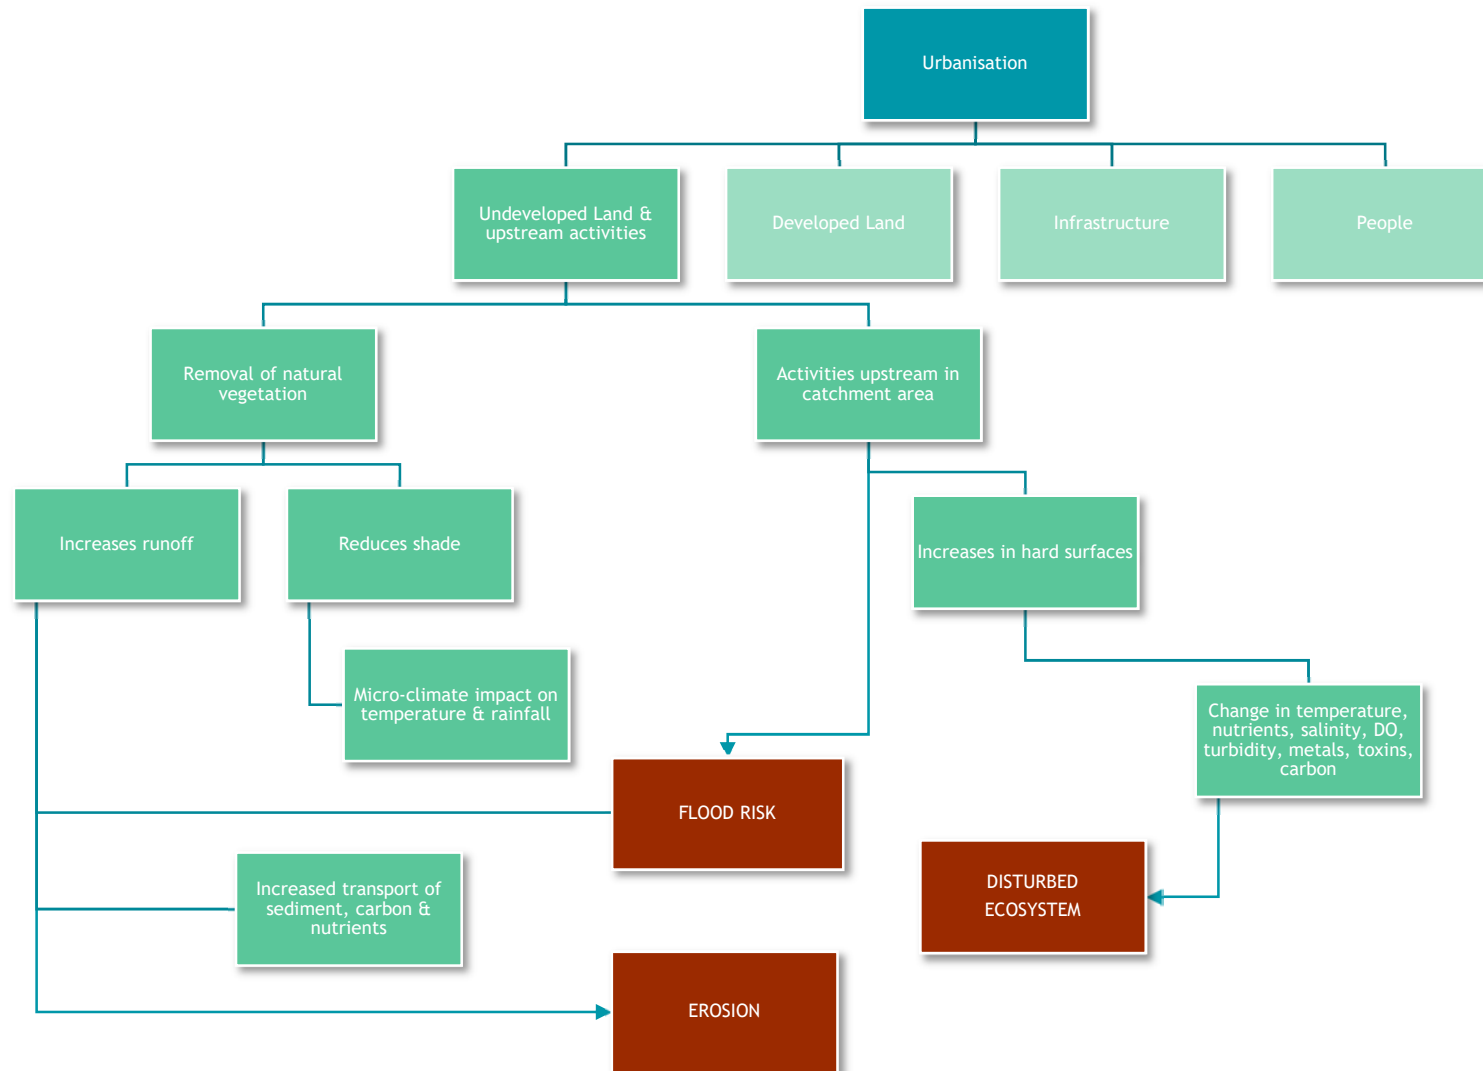 Urbanisation
Undeveloped Land &
upstream activities
Developed Land
Infrastructure
People
Removal of natural
vegetation
Activities upstream in
catchment area
Increases runoff
Reduces shade
Increases in hard surfaces
Micro-climate impact on
temperature & rainfall
Change in temperature,
nutrients, salinity, DO,
turbidity, metals, toxins,
carbon
FLOOD RISK
Increased transport of
sediment, carbon &
nutrients
DISTURBED
ECOSYSTEM
EROSION